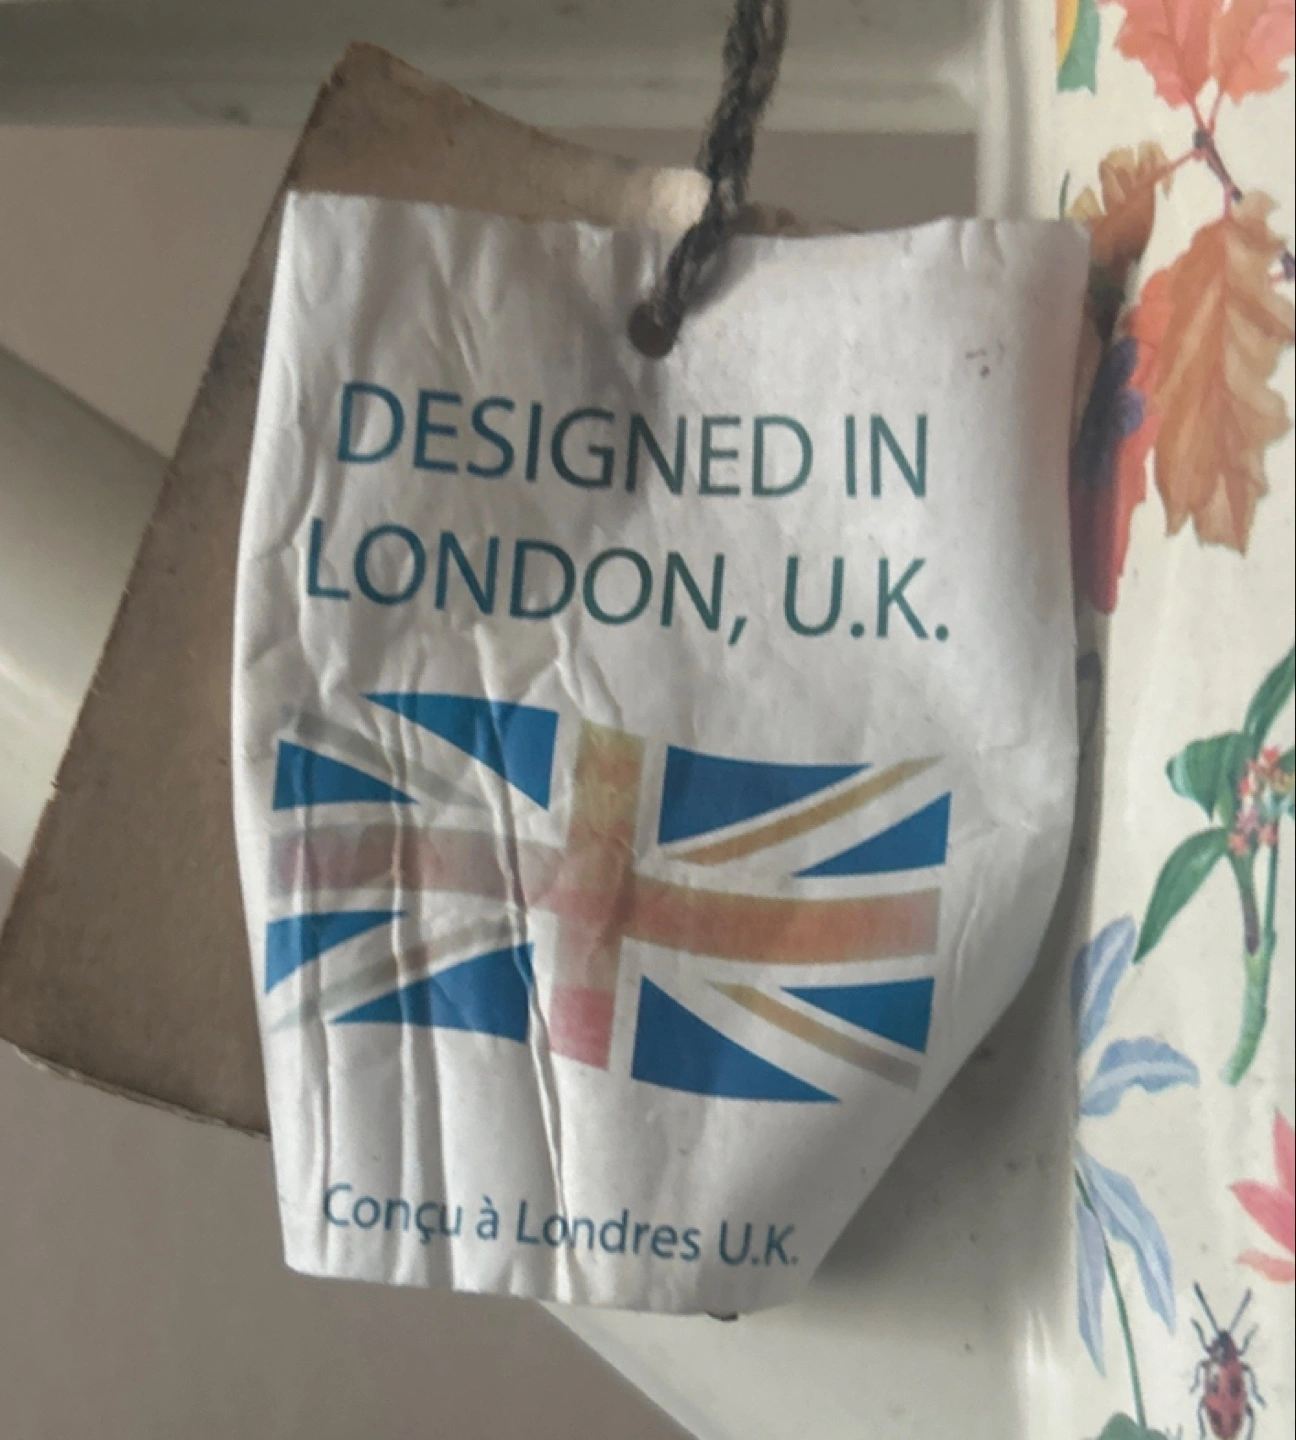 DESIGNED IN
LONDON, U.K.
Conçu à Londres U.K.